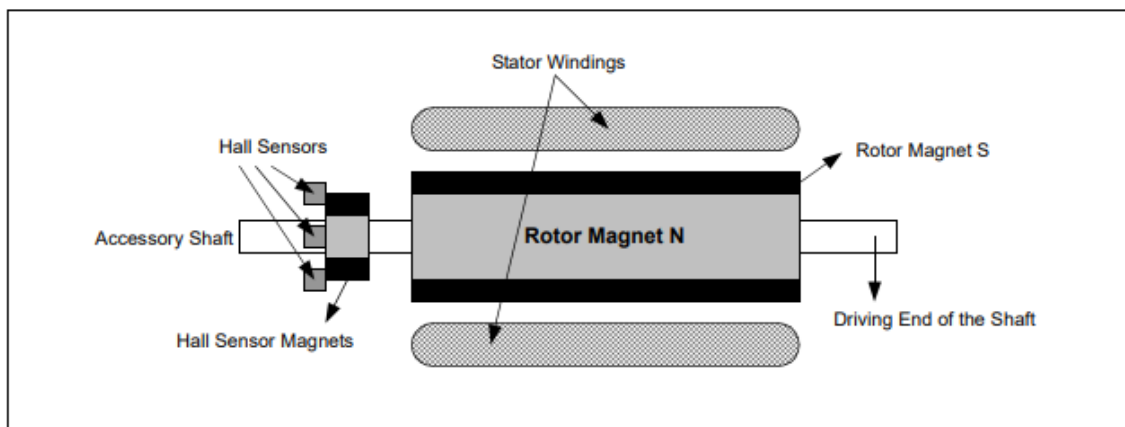 Stator Windings
Hall Sensors
Rotor Magnet S
Accessory Shaft
Rotor Magnet N
Driving End of the Shaft
Hall Sensor Magnets